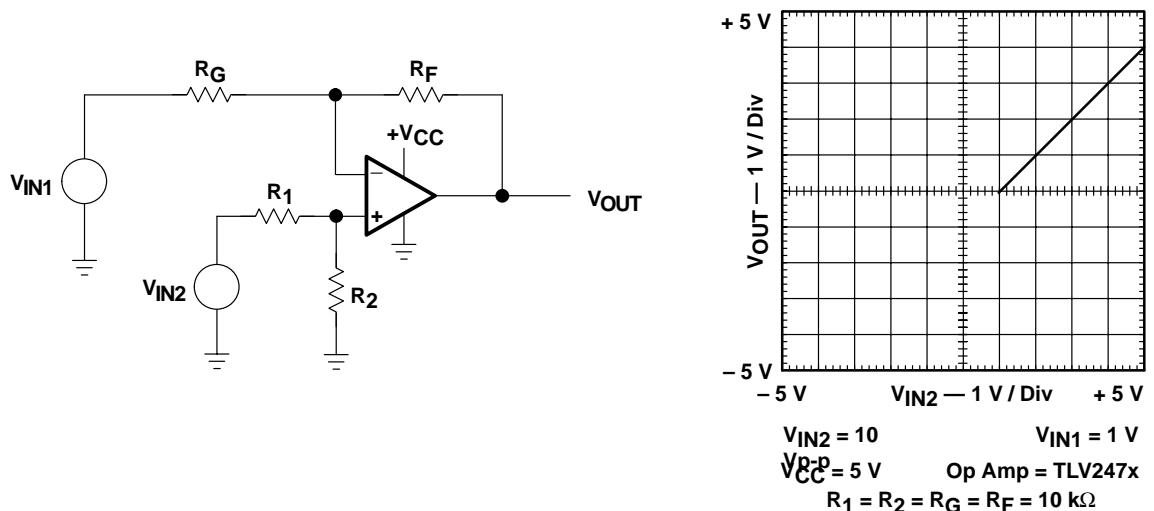 RG
RF
+VCC
VIN1
R1
–
+
VOUT
VIN2
R2
+ 5 V
VOUT — 1 V / Div
– 5 V
– 5 V
VIN2 — 1 V / Div
+ 5 V
VIN2 = 10
Vp-p
VIN1 = 1 V
VCC = 5 V
Op Amp = TLV247x
R1 = R2 = RG = RF = 10 kΩ